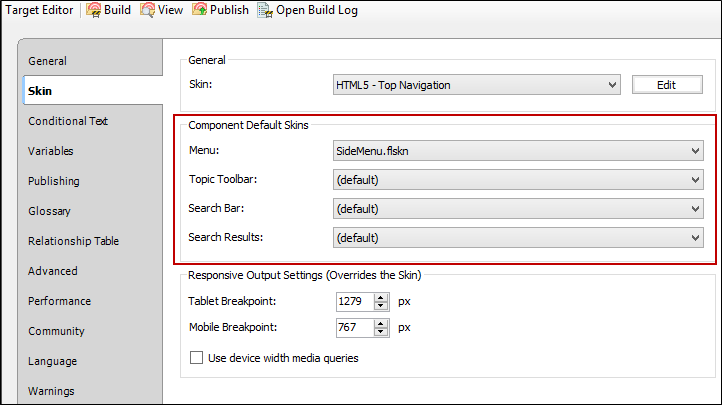 Target Editor Build View Publish Open Build Log
General
Skin
Conditional Text
Variables
Publishing
Glossary
Relationship Table
Advanced
Performance
Community
Language
Warnings
General
Skin: HTML5 - Top Navigation Edit
Component Default Skins
Menu: SideMenu.flskn
Topic Toolbar: (default)
Search Bar: (default)
Search Results: (default)
Responsive Output Settings (Overrides the Skin)
Tablet Breakpoint: 1279 px
Mobile Breakpoint: 767 px
Use device width media queries